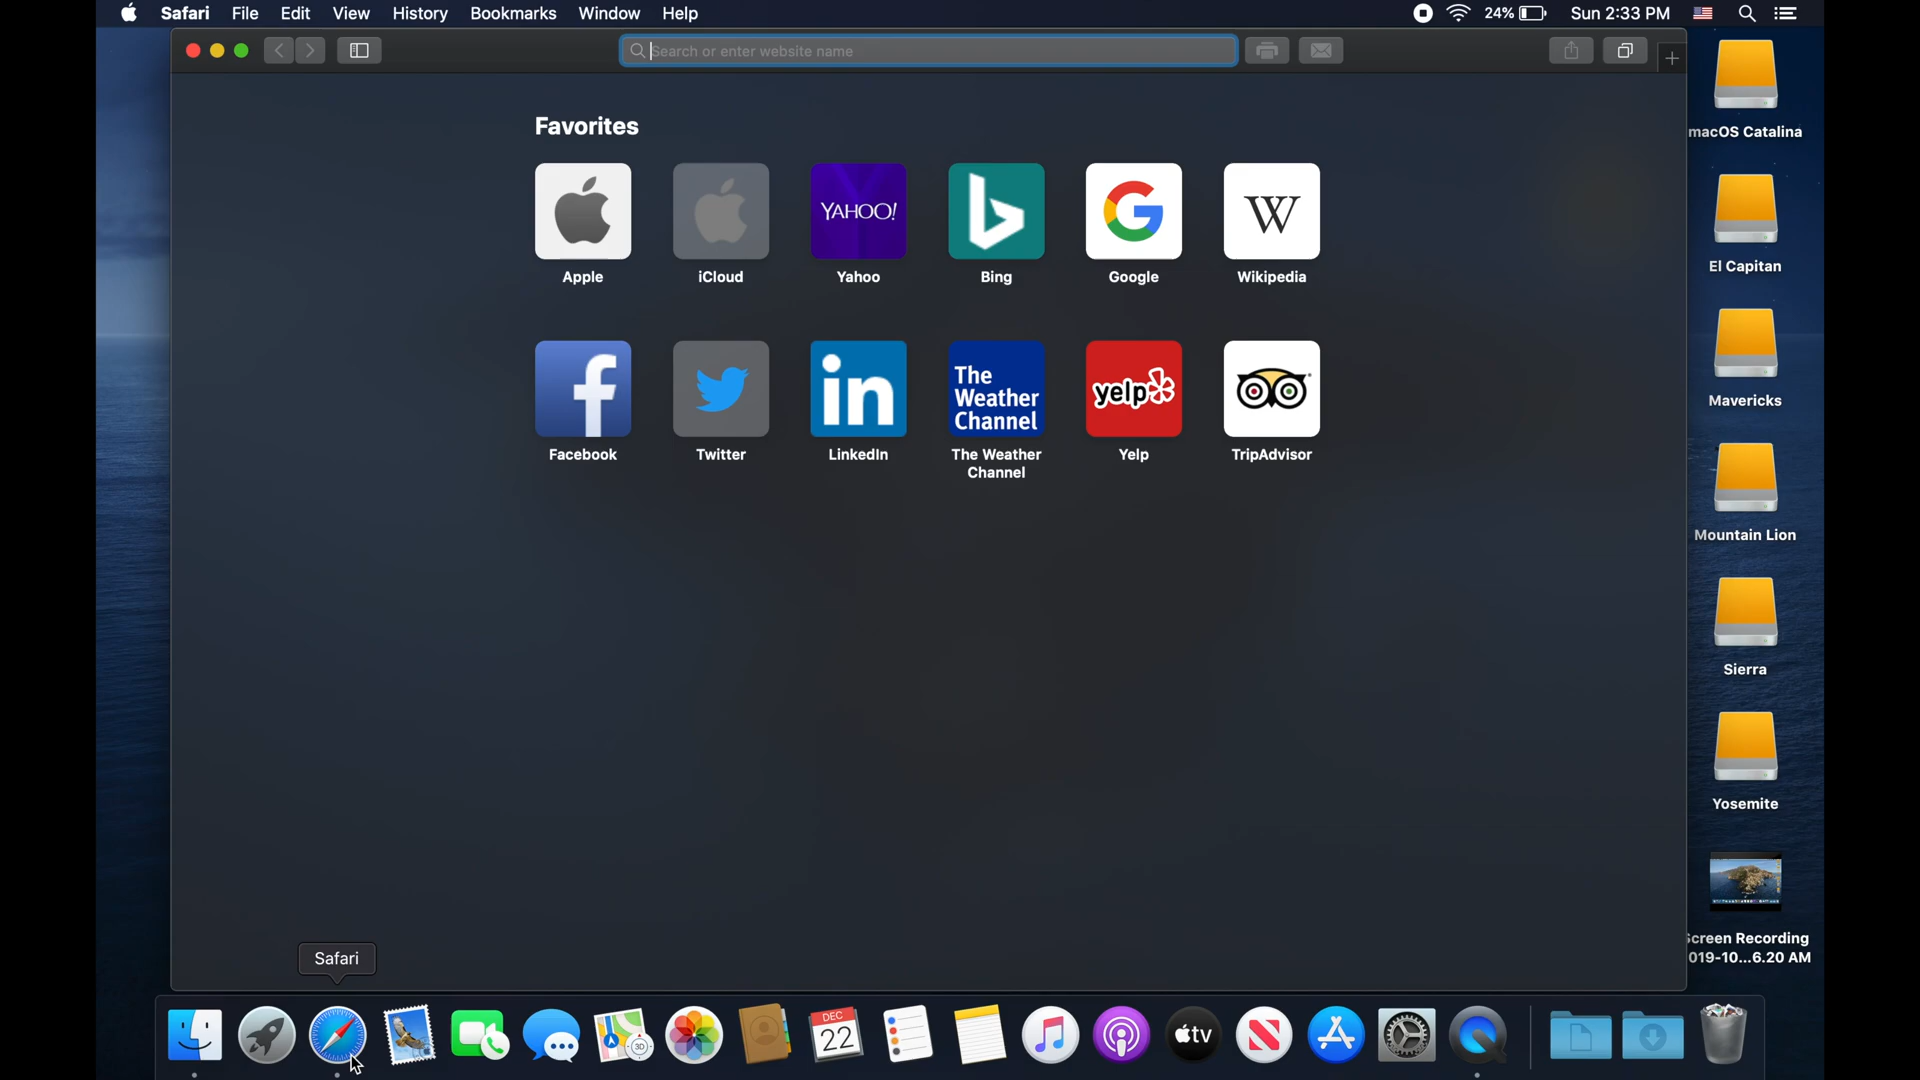 Safari File Edit View History Bookmarks Window Help 24% Sun 2:33 PM
Search or enter website name
Favorites
YAHOO!
W
Apple iCloud Yahoo Bing Google Wikipedia
The Weather Channel
yelp
in
Facebook Twitter LinkedIn The Weather Channel Yelp TripAdvisor
macOS Catalina
El Capitan
Mavericks
Mountain Lion
Sierra
Yosemite
Screen Recording
019-10...6.20 AM
Safari
3D
DEC
22
tv